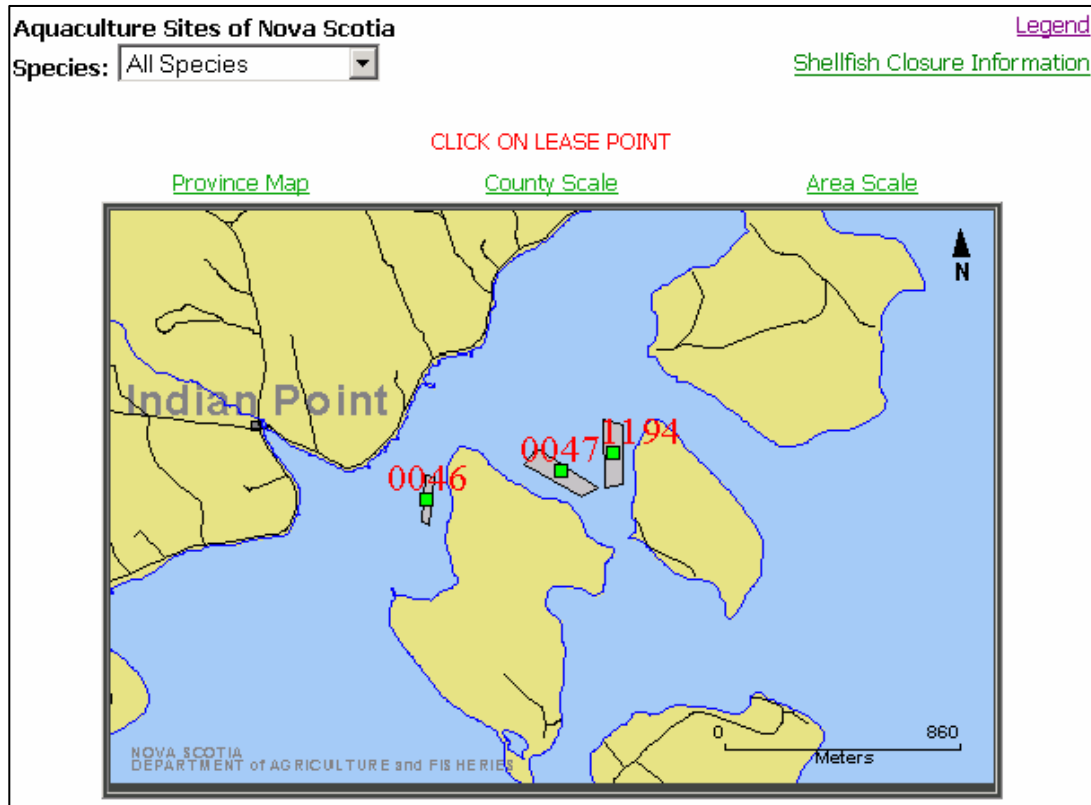 Aquaculture Sites of Nova Scotia
Legend
Species: All Species
Shellfish Closure Information
CLICK ON LEASE POINT
Province Map County Scale Area Scale
N
Indian Point
1194
0047
0046
0 860
Meters
NOVA SCOTIA
DEPARTMENT of AGRICULTURE and FISHERIES